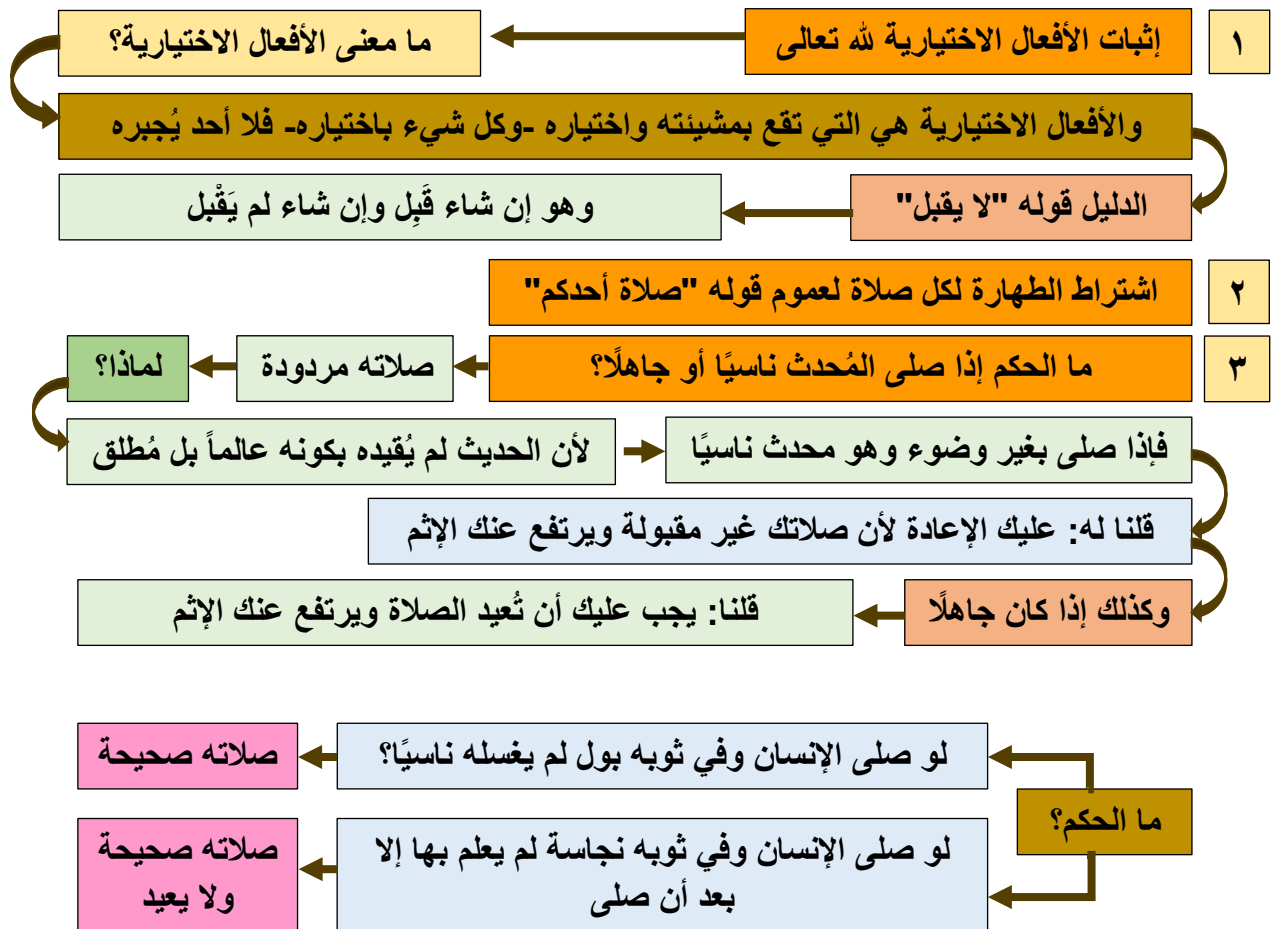 ١
إثبات الأفعال الاختيارية لله تعالى
ما معنى الأفعال الاختيارية؟
والأفعال الاختيارية هي التي تقع بمشيئته واختياره -وكل شيء باختياره- فلا أحد يُجبره
الدليل قوله "لا يقبل"
وهو إن شاء قَبِل وإن شاء لم يَقْبل
٢
اشتراط الطهارة لكل صلاة لعموم قوله "صلاة أحدكم"
٣
ما الحكم إذا صلى المُحدث ناسيًا أو جاهلًا؟
صلاته مردودة
لماذا؟
لأن الحديث لم يُقيده بكونه عالماً بل مُطلق
فإذا صلى بغير وضوء وهو محدث ناسيًا
قلنا له: عليك الإعادة لأن صلاتك غير مقبولة ويرتفع عنك الإثم
وكذلك إذا كان جاهلًا
قلنا: يجب عليك أن تُعيد الصلاة ويرتفع عنك الإثم
ما الحكم؟
لو صلى الإنسان وفي ثوبه بول لم يغسله ناسيًا؟
صلاته صحيحة
لو صلى الإنسان وفي ثوبه نجاسة لم يعلم بها إلا
بعد أن صلى
صلاته صحيحة
ولا يعيد